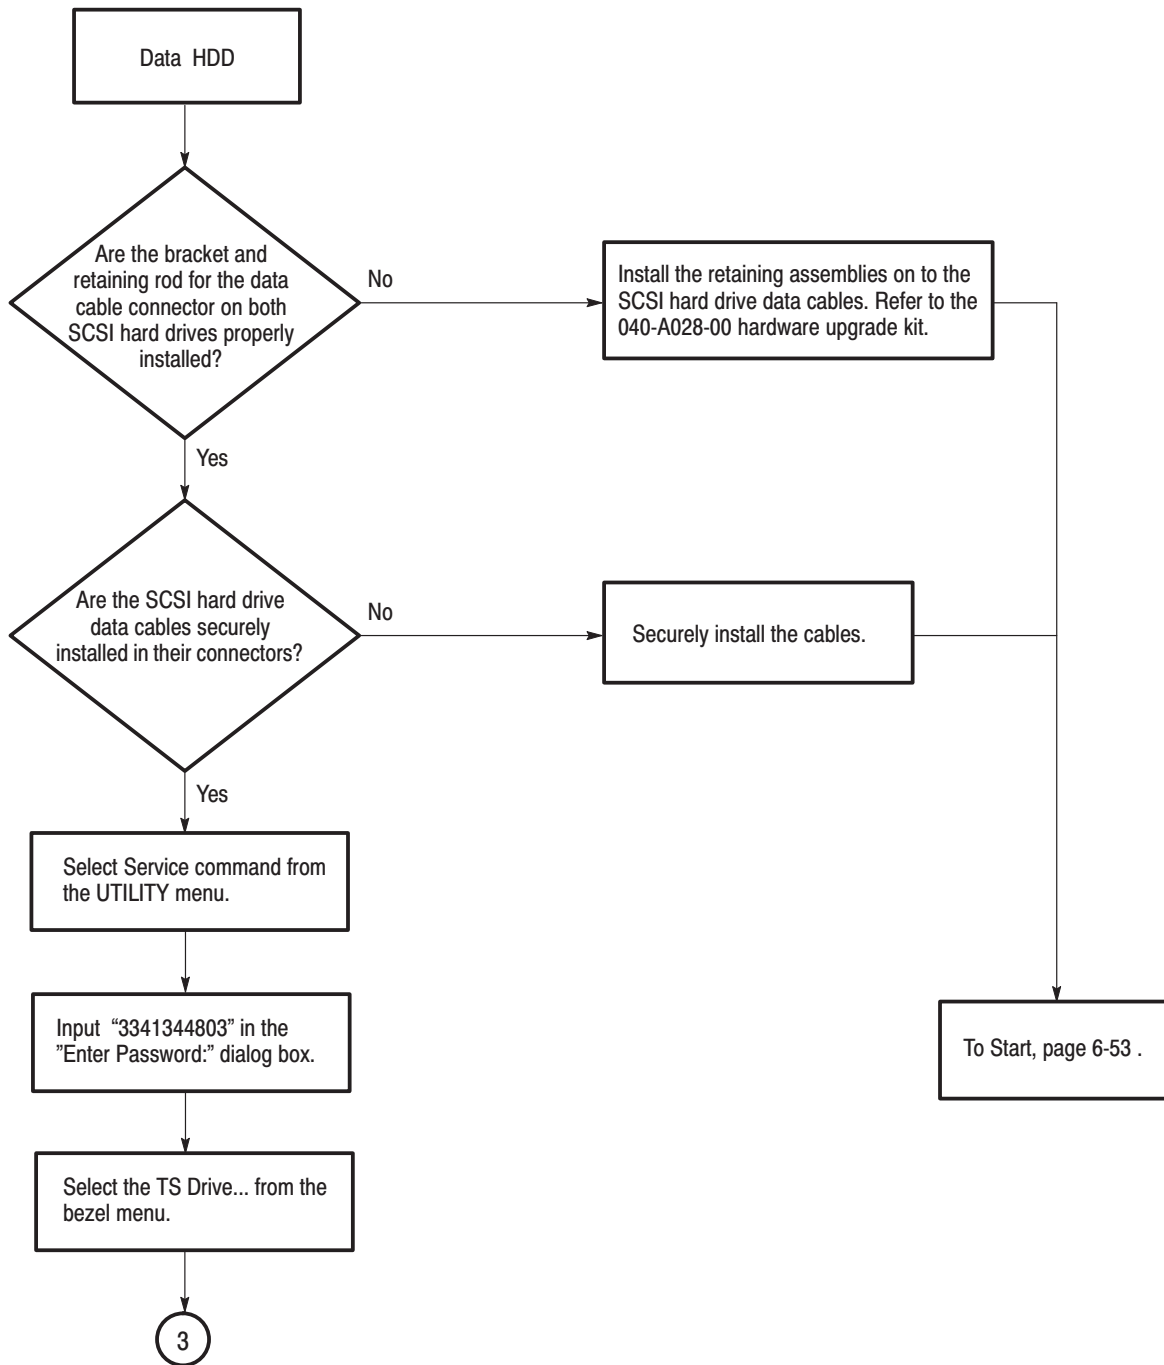 Data HDD
Are the bracket and
retaining rod for the data
cable connector on both
SCSI hard drives properly
installed?
No
Install the retaining assemblies on to the
SCSI hard drive data cables. Refer to the
040-A028-00 hardware upgrade kit.
Yes
Are the SCSI hard drive
data cables securely
installed in their connectors?
No
Securely install the cables.
Yes
Select Service command from
the UTILITY menu.
Input “3341344803” in the
”Enter Password:” dialog box.
To Start, page 6-53 .
Select the TS Drive... from the
bezel menu.
3